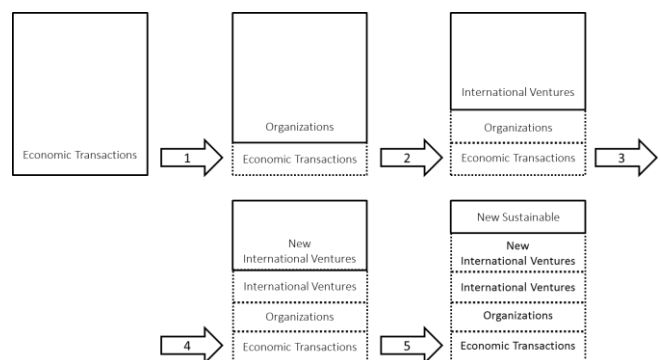 Economic Transactions
1
Organizations
Economic Transactions
2
International Ventures
Organizations
Economic Transactions
3
4
New
International Ventures
International Ventures
Organizations
Economic Transactions
5
New Sustainable
New
International Ventures
International Ventures
Organizations
Economic Transactions